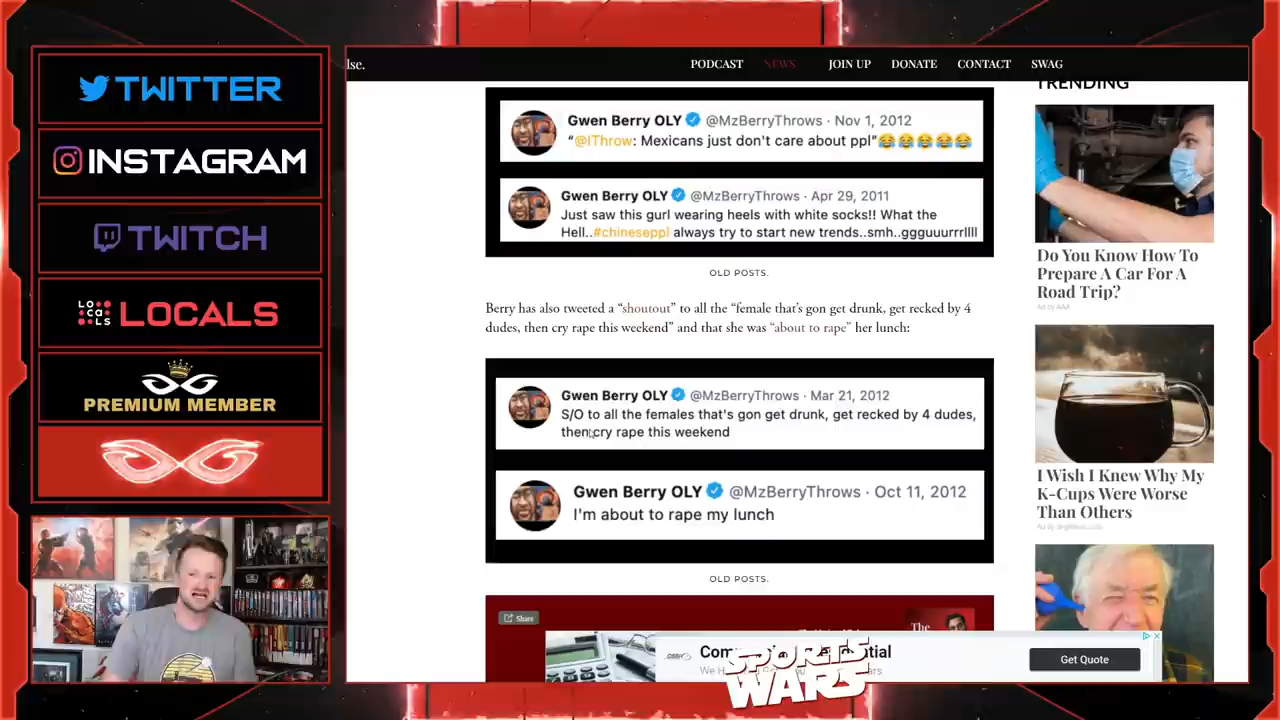 TWITTER
INSTAGRAM
TWITCH
LOCALS
LOCALS
PREMIUM MEMBER
lse.
PODCAST
NEWS
JOIN UP
DONATE
CONTACT
SWAG
Gwen Berry OLY @MzBerryThrows · Nov 1, 2012
“@IThrow: Mexicans just don't care about ppl”😂😂😂😂😂
Gwen Berry OLY @MzBerryThrows · Apr 29, 2011
Just saw this gurl wearing heels with white socks!! What the
Hell..#chineseppl always try to start new trends..smh..ggguuurrrllll
OLD POSTS.
Berry has also tweeted a “shoutout” to all the “female that’s gon get drunk, get recked by 4
dudes, then cry rape this weekend” and that she was “about to rape” her lunch:
Gwen Berry OLY @MzBerryThrows · Mar 21, 2012
S/O to all the females that's gon get drunk, get recked by 4 dudes,
then cry rape this weekend
Gwen Berry OLY @MzBerryThrows · Oct 11, 2012
I'm about to rape my lunch
OLD POSTS.
Share
The
Get Quote
SPORTS
WARS
TRENDING
Do You Know How To
Prepare A Car For A
Road Trip?
Ad by AAA
I Wish I Knew Why My
K-Cups Were Worse
Than Others